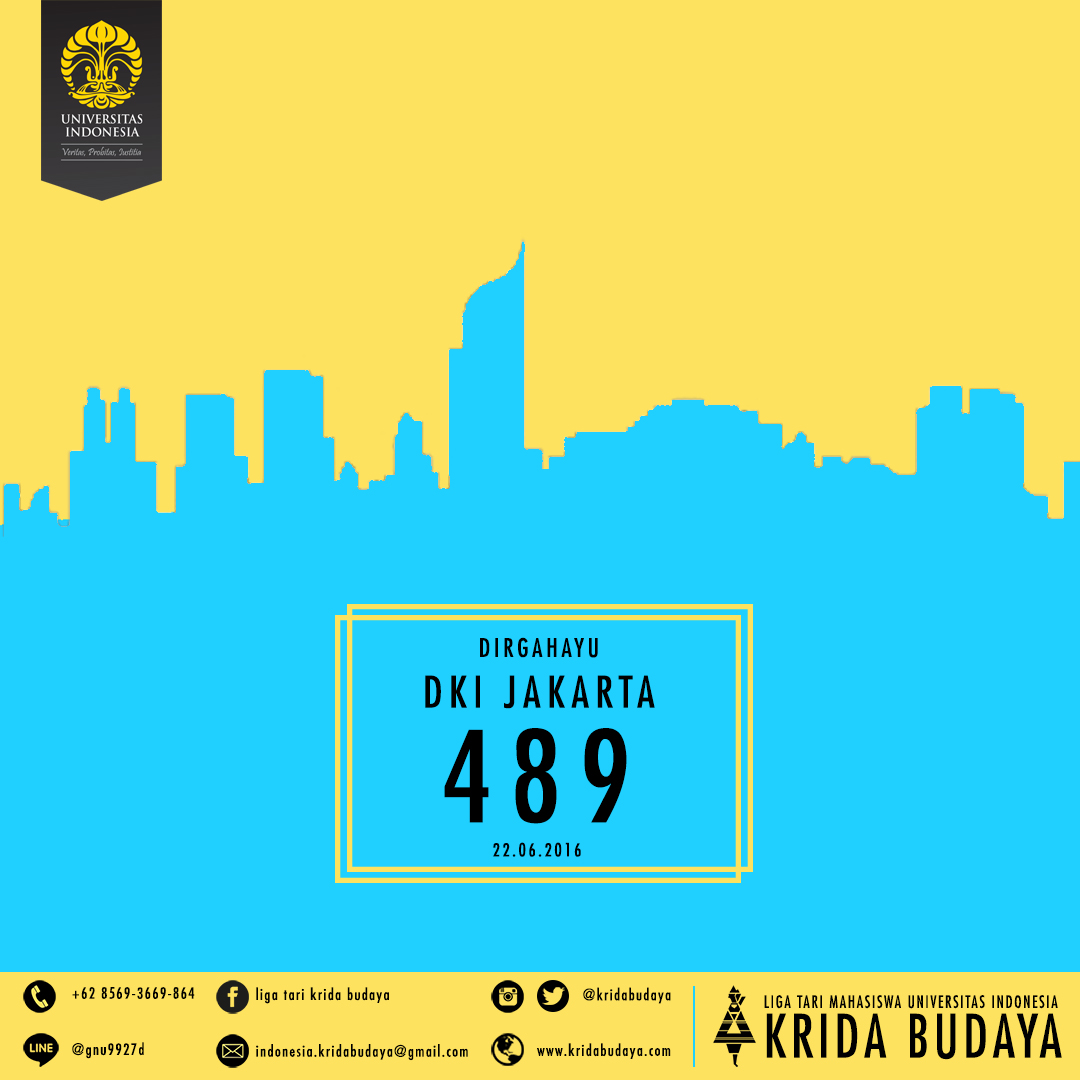 UNIVERSITAS
INDONESIA
Veritas, Probitas, Iustitia
DIRGAHAYU
DKI JAKARTA
489
22.06.2016
+62 8569-3669-864
liga tari krida budaya
@kridabudaya
LINE
@gnu9927d
indonesia.kridabudaya@gmail.com
www.kridabudaya.com
LIGA TARI MAHASISWA UNIVERSITAS INDONESIA
KRIDA BUDAYA